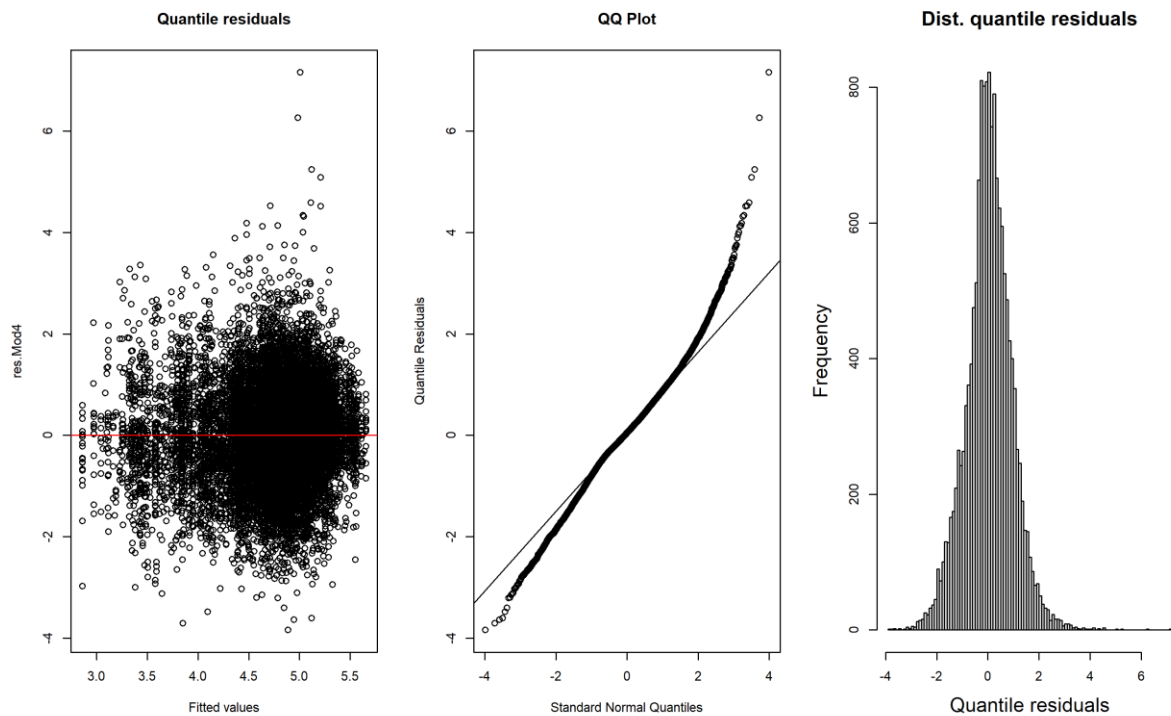 Quantile residuals
res.Mod4
6
4
2
0
-2
-4
3.0 3.5 4.0 4.5 5.0 5.5
Fitted values
QQ Plot
Quantile Residuals
6
4
2
0
-2
-4
-4 -2 0 2 4
Standard Normal Quantiles
Dist. quantile residuals
Frequency
800
600
400
200
0
-4 -2 0 2 4 6
Quantile residuals